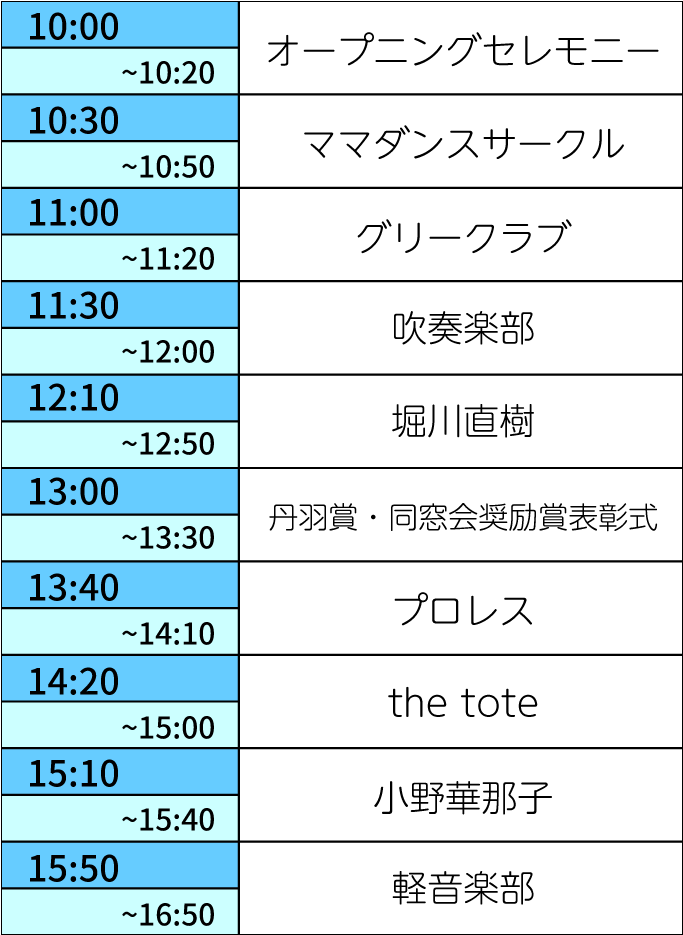 10:00
~10:20
オープニングセレモニー
10:30
~10:50
ママダンスサークル
11:00
~11:20
グリークラブ
11:30
~12:00
吹奏楽部
12:10
~12:50
堀川直樹
13:00
~13:30
丹羽賞・同窓会奨励賞表彰式
13:40
~14:10
プロレス
14:20
~15:00
the tote
15:10
~15:40
小野華那子
15:50
~16:50
軽音楽部